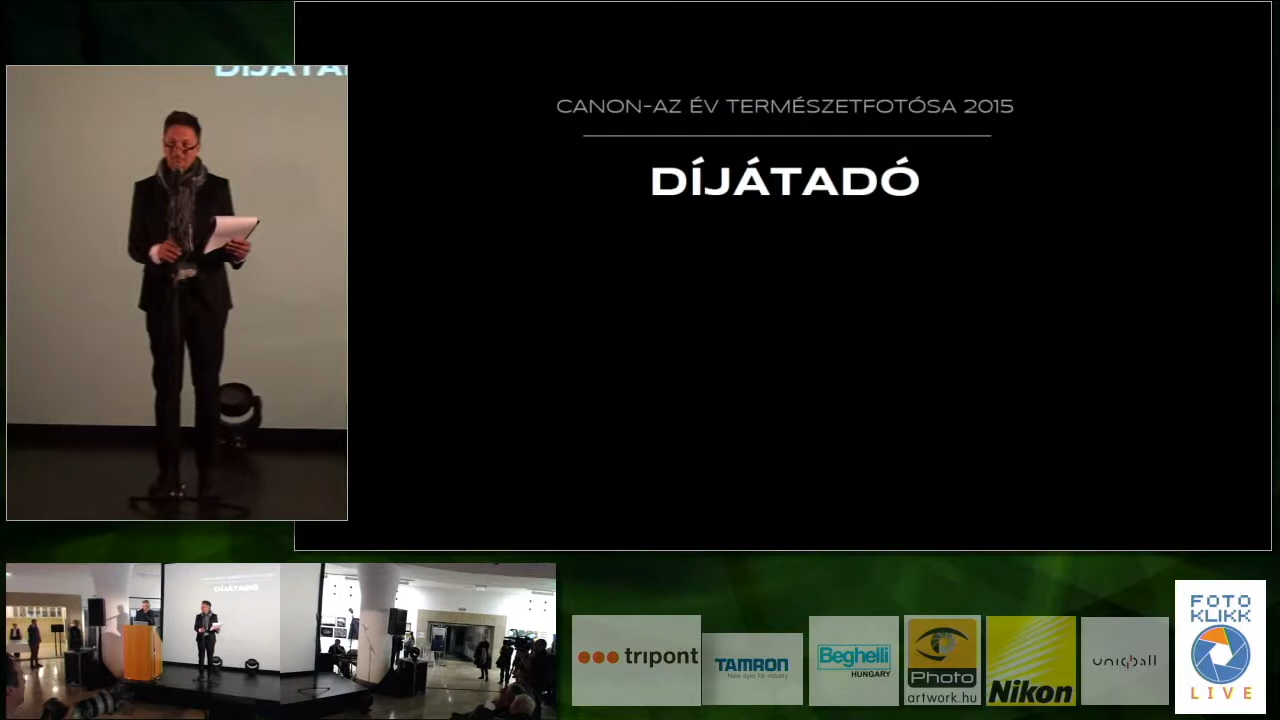 DÍJÁTA
CANON-AZ ÉV TERMÉSZETFOTÓSA 2015
DÍJÁTADÓ
DÍJÁTADÓ
tripont
TAMRON
New eyes for industry
Beghelli
HUNGARY
Photo
artwork.hu
Nikon
uniqball
FOTO
KLIKK
LIVE